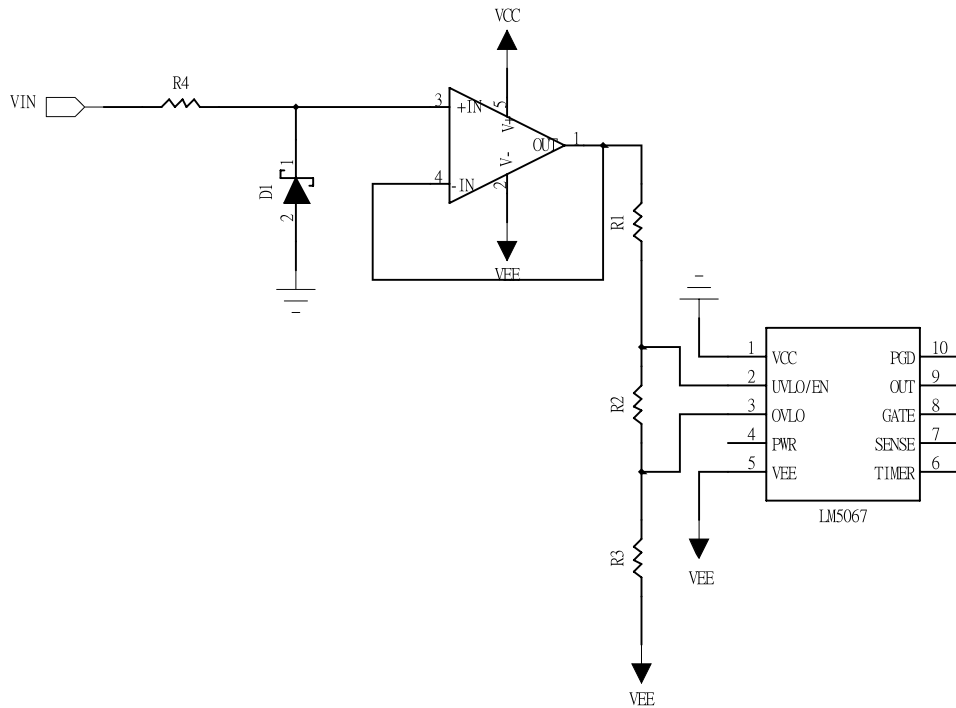 VCC
R4
VIN
3
+IN
5
V+
OUT
1
V-
4
-IN
2
VEE
D1
1
2
R1
R2
R3
VEE
1
VCC
PGD
10
2
UVLO/EN
OUT
9
3
OVLO
GATE
8
4
PWR
SENSE
7
5
VEE
TIMER
6
LM5067
VEE